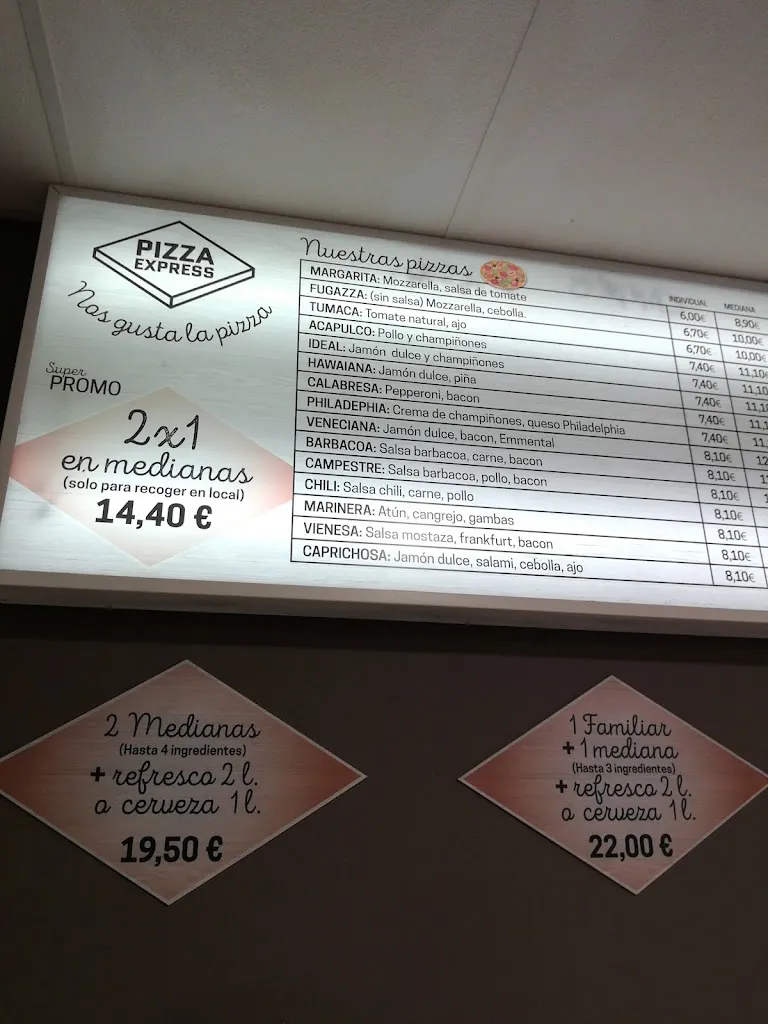 PIZZA
EXPRESS
Nos gusta la pizza
Super
PROMO
2x1
en medianas
(solo para recoger en local)
14,40 €
Nuestras pizzas
INDIVIDUAL MEDIANA
MARGARITA: Mozzarella, salsa de tomate 6,00€ 8,90€
FUGAZZA: (sin salsa) Mozzarella, cebolla. 6,70€ 10,00€
TUMACA: Tomate natural, ajo 6,70€ 10,00€
ACAPULCO: Pollo y champiñones 7,40€ 11,10€
IDEAL: Jamón dulce y champiñones 7,40€
HAWAIANA: Jamón dulce, piña 7,40€
CALABRESA: Pepperoni, bacon 7,40€
PHILADEPHIA: Crema de champiñones, queso Philadelphia 8,10€
VENECIANA: Jamón dulce, bacon, Emmental 8,10€
BARBACOA: Salsa barbacoa, carne, bacon 8,10€
CAMPESTRE: Salsa barbacoa, pollo, bacon 8,10€
CHILI: Salsa chili, carne, pollo 8,10€
MARINERA: Atún, cangrejo, gambas 8,10€
VIENESA: Salsa mostaza, frankfurt, bacon 8,10€
CAPRICHOSA: Jamón dulce, salami, cebolla, ajo 8,10€
2 Medianas
(Hasta 4 ingredientes)
+ refresco 2 l.
o cerveza 1 l.
19,50 €
1 Familiar
+ 1 mediana
(Hasta 3 ingredientes)
+ refresco 2 l.
o cerveza 1 l.
22,00 €